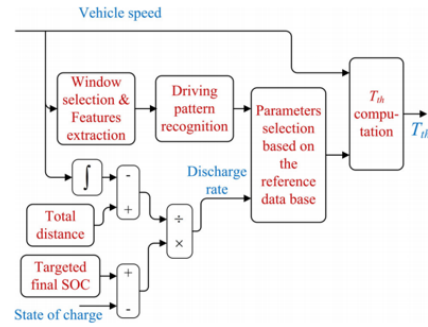 Vehicle speed
Window
selection &
Features
extraction
Driving
pattern
recognition
Parameters
selection
based on
the
reference
data base
Tth
compu-
tation
Tth
∫
-
+
Discharge
rate
÷
×
Total
distance
Targeted
final SOC
+
-
State of charge